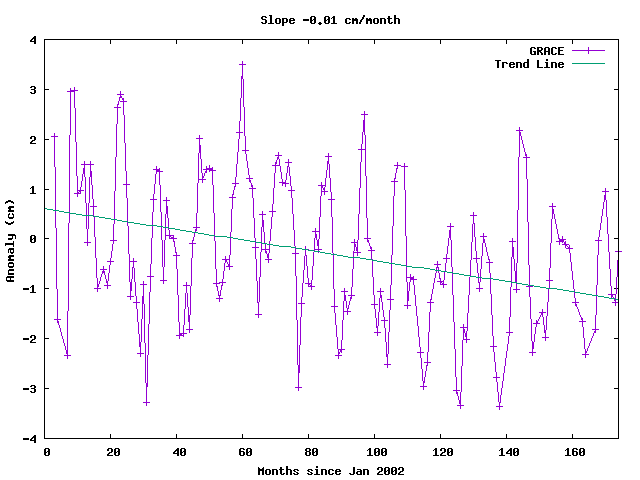 Slope -0.01 cm/month
GRACE
Trend Line
4
3
2
1
0
-1
-2
-3
-4
Anomaly (cm)
0 20 40 60 80 100 120 140 160
Months since Jan 2002